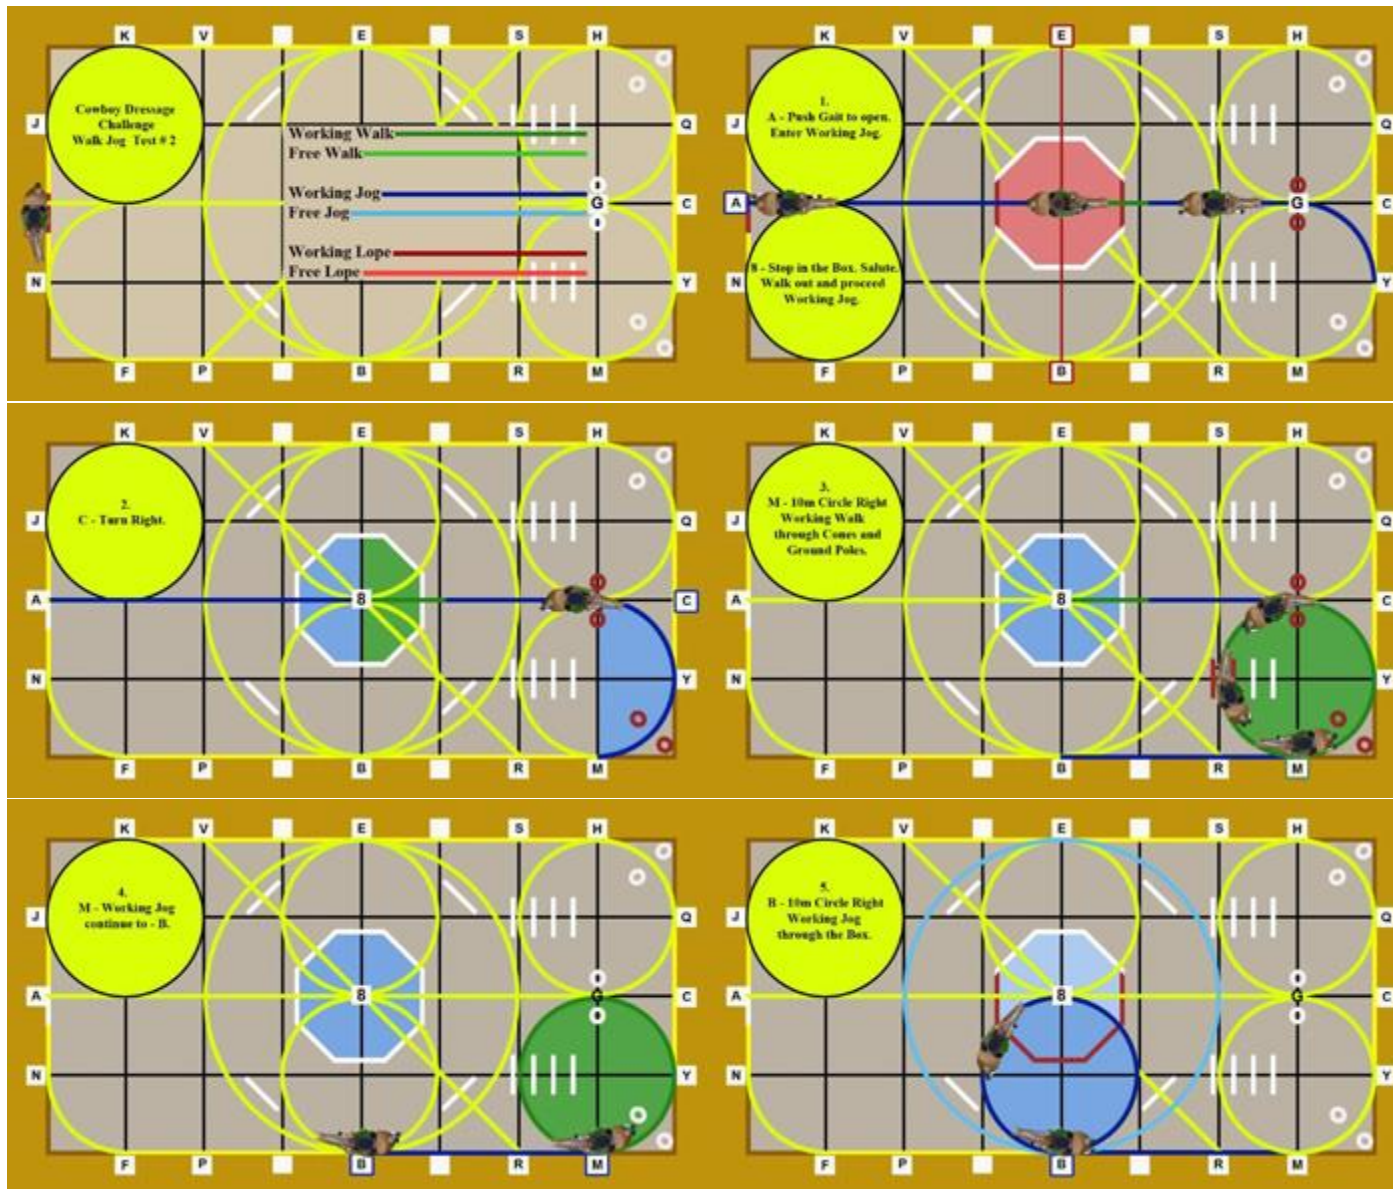 K V E S H
Cowboy Dressage
Challenge
Walk Jog Test # 2
J
Q
Working Walk
Free Walk
Working Jog
Free Jog
G
C
Working Lope
Free Lope
N
Y
F P B R M
K V E S H
1.
A - Push Gait to open.
Enter Working Jog.
J
Q
A
G
C
8 - Stop in the Box. Salute.
Walk out and proceed
Working Jog.
N
Y
F P B R M
K V E S H
2.
C - Turn Right.
J
Q
A
8
C
N
Y
F P B R M
K V E S H
3.
M - 10m Circle Right
Working Walk
through Cones and
Ground Poles.
J
Q
A
8
C
N
Y
F P B R M
K V E S H
4.
M - Working Jog
continue to - B.
J
Q
A
8
G
C
N
Y
F P B R M
K V E S H
5.
B - 10m Circle Right
Working Jog
through the Box.
J
Q
A
8
G
C
N
Y
F P B R M